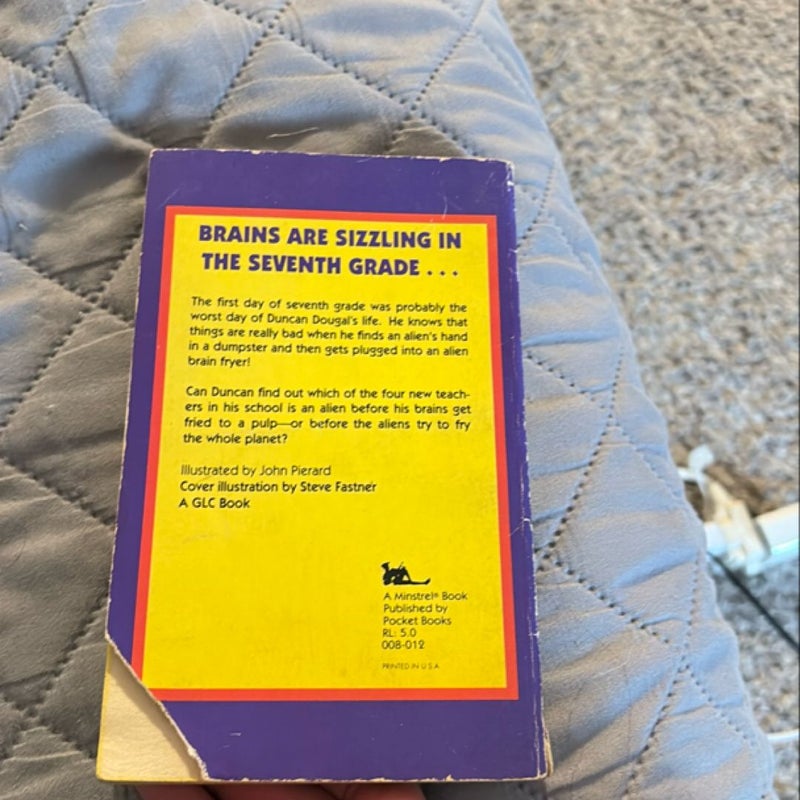 BRAINS ARE SIZZLING IN
THE SEVENTH GRADE . . .
The first day of seventh grade was probably the
worst day of Duncan Dougal's life. He knows that
things are really bad when he finds an alien's hand
in a dumpster and then gets plugged into an alien
brain fryer!
Can Duncan find out which of the four new teach-
ers in his school is an alien before his brains get
fried to a pulp—or before the aliens try to fry
the whole planet?
Illustrated by John Pierard
Cover illustration by Steve Fastner
A GLC Book
A Minstrel® Book
Published by
Pocket Books
RL: 5.0
008-012
PRINTED IN U.S.A.